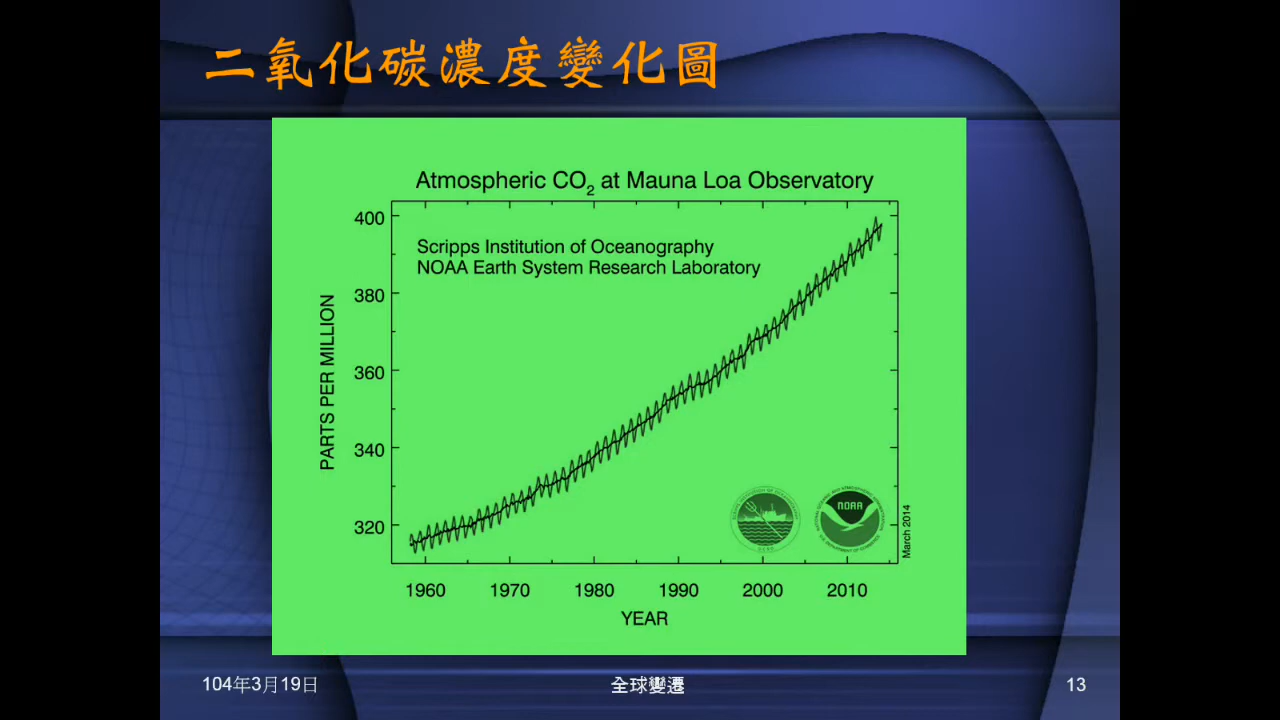 二氧化碳濃度變化圖
Atmospheric CO2 at Mauna Loa Observatory
Scripps Institution of Oceanography
NOAA Earth System Research Laboratory
PARTS PER MILLION
400
380
360
340
320
NOAA
March 2014
1960 1970 1980 1990 2000 2010
YEAR
104年3月19日 全球變遷 13